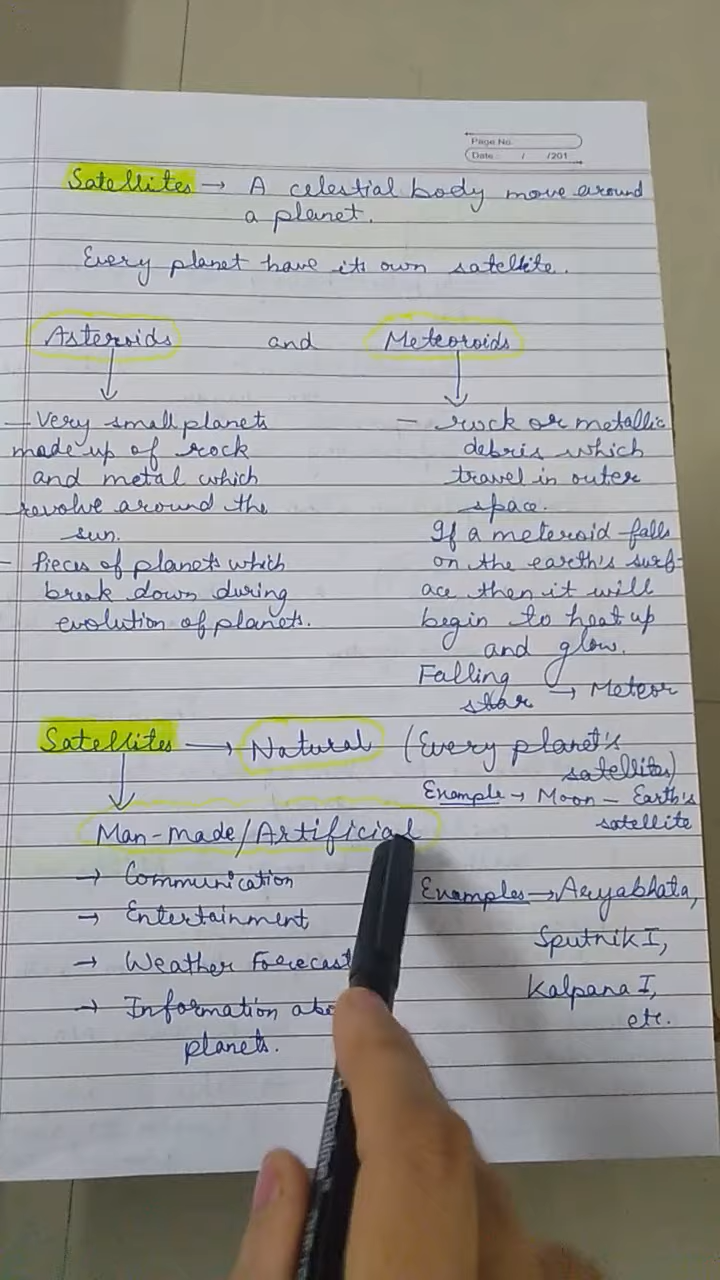 Page No.
Date / /201
Satellites → A celestial body move around
a planet.
Every planet have its own satellite.
Asteroids and Meteoroids
– Very small planets
made up of rock
and metal which
revolve around the
sun.
– Pieces of planets which
break down during
evolution of planets.
– rock or metallic
debris which
travel in outer
space.
If a meteroid falls
on the earth's surf-
ace then it will
begin to heat up
and glow.
Falling
star → Meteor
Satellites → Natural (Every planet's
satellites)
Example → Moon – Earth's
satellite
Man-made/Artificial
→ Communication
→ Entertainment
→ Weather Forecast
→ Information
planets.
Examples → Aryabhata,
Sputnik I,
Kalpana I,
etc.